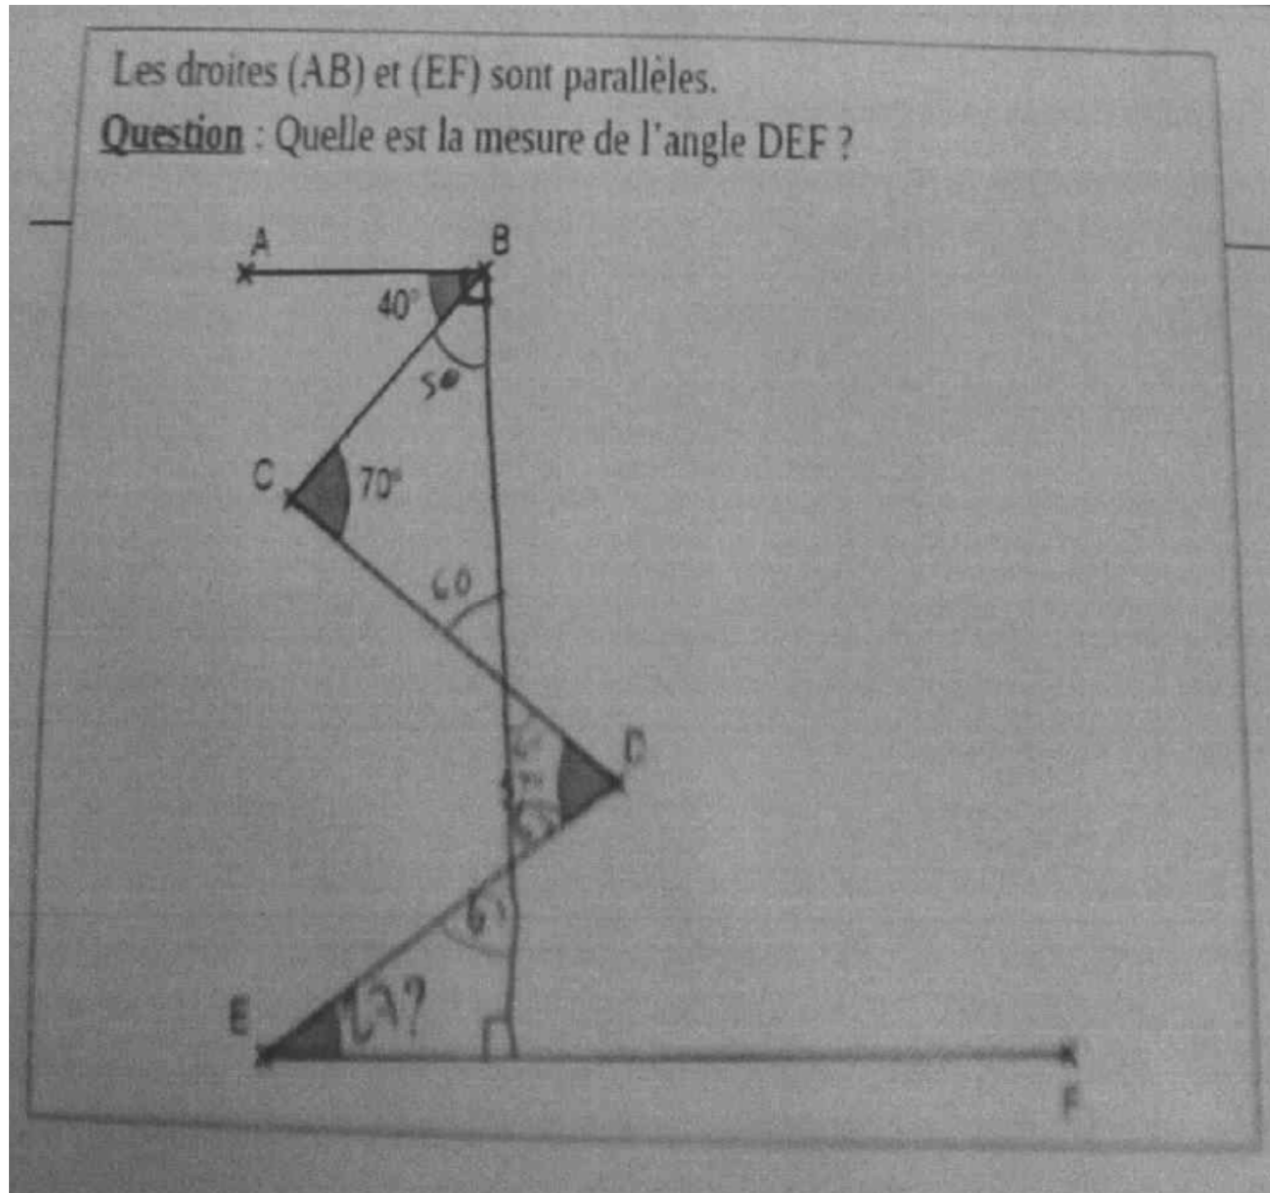 Les droites (AB) et (EF) sont parallèles.
Question : Quelle est la mesure de l'angle DEF ?
A
B
40°
50
C
70°
60
D
E
27?
F